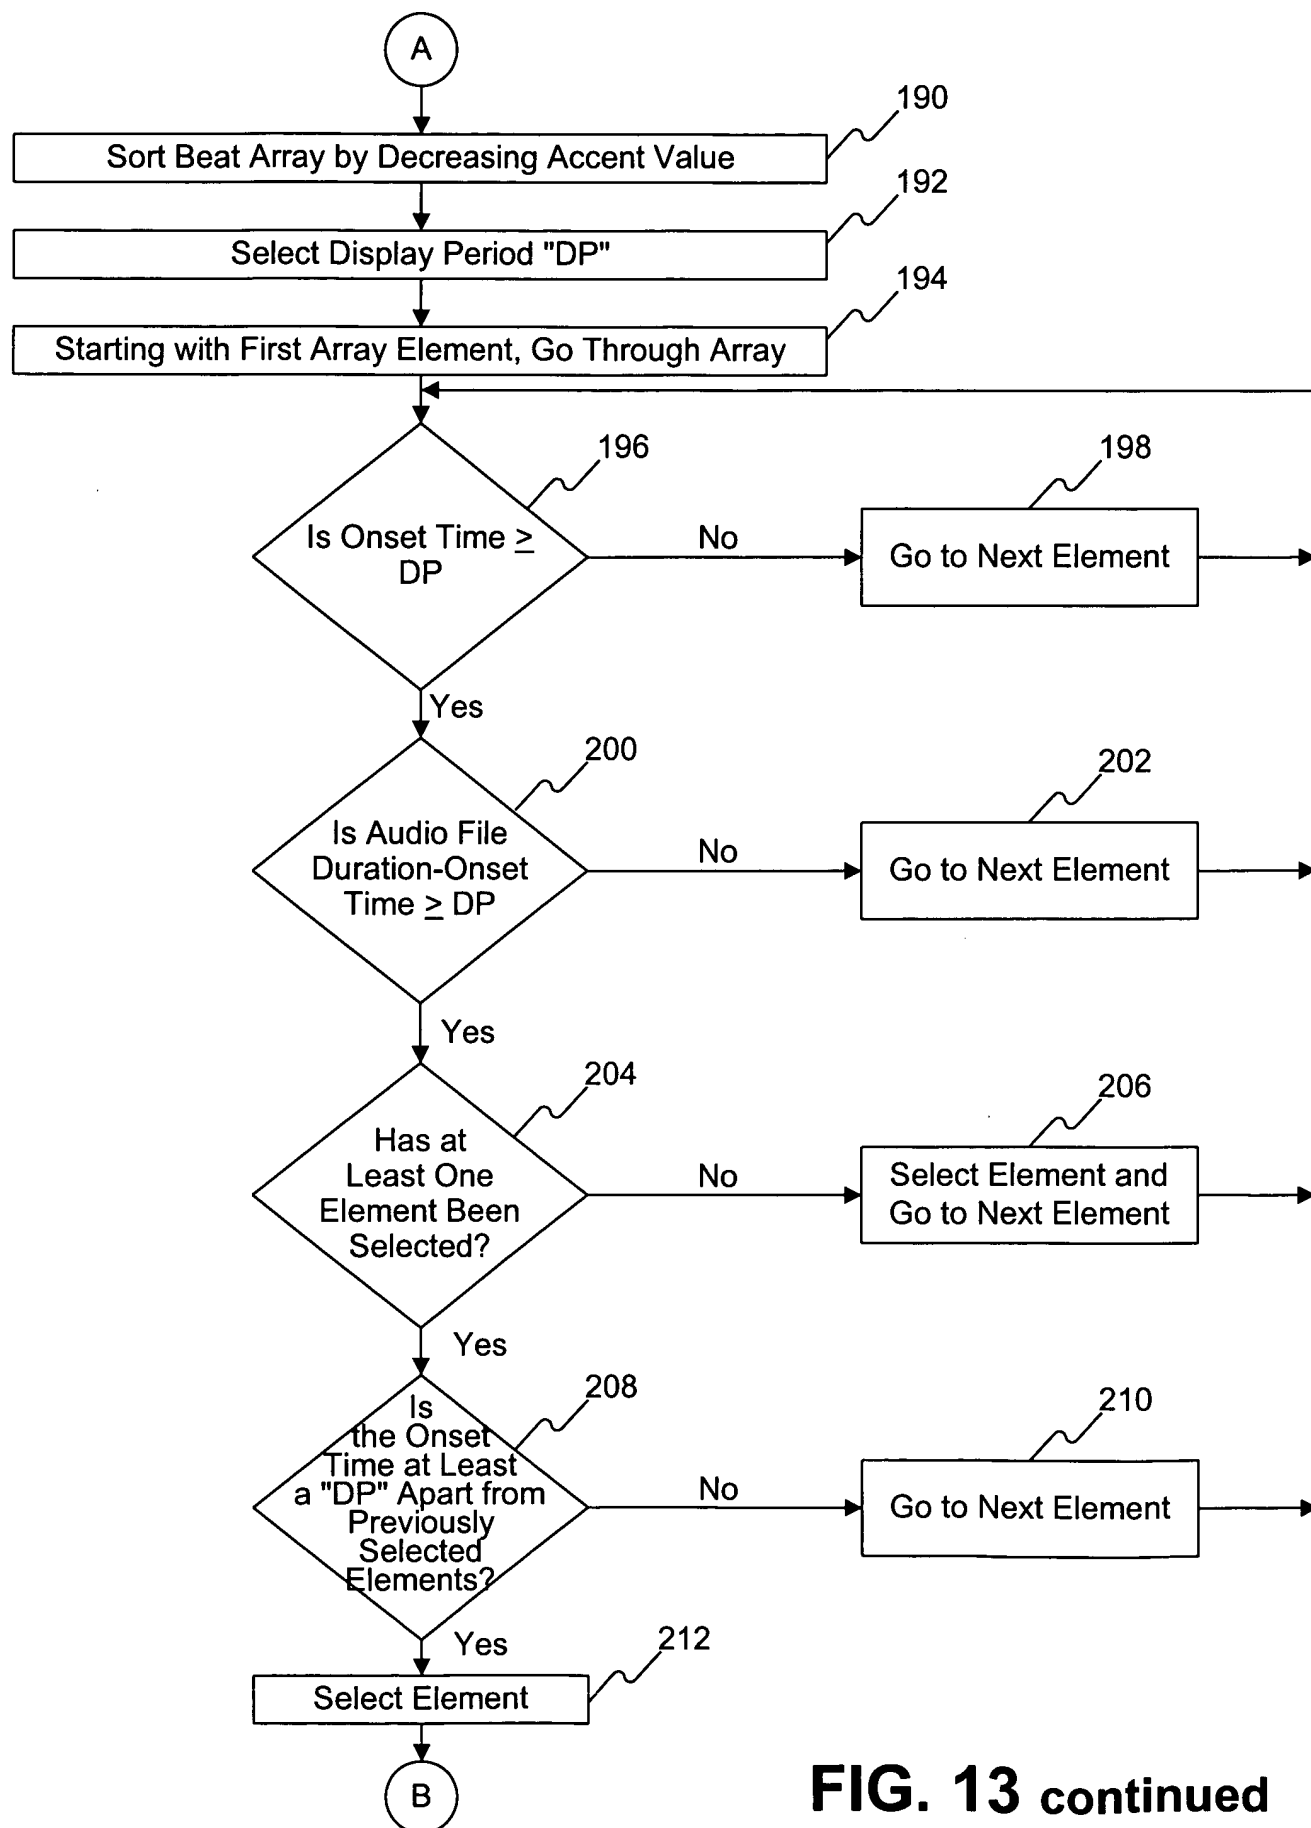 A
190
Sort Beat Array by Decreasing Accent Value
192
Select Display Period "DP"
194
Starting with First Array Element, Go Through Array
196
198
Is Onset Time ≥
DP
No
Go to Next Element
Yes
200
202
Is Audio File
Duration-Onset
Time ≥ DP
No
Go to Next Element
Yes
204
206
Has at
Least One
Element Been
Selected?
No
Select Element and
Go to Next Element
Yes
208
210
Is
the Onset
Time at Least
a "DP" Apart from
Previously
Selected
Elements?
No
Go to Next Element
Yes
212
Select Element
B
FIG. 13 continued